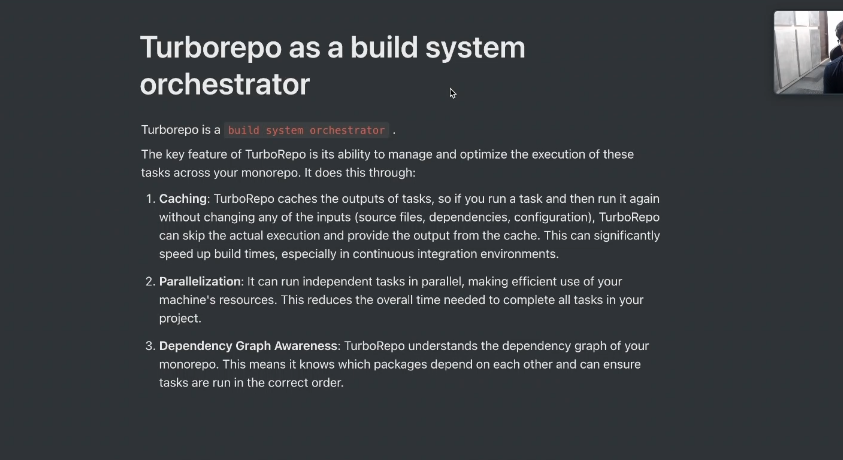 Turborepo as a build system
orchestrator
Turborepo is a build system orchestrator .
The key feature of TurboRepo is its ability to manage and optimize the execution of these
tasks across your monorepo. It does this through:
1. Caching: TurboRepo caches the outputs of tasks, so if you run a task and then run it again
without changing any of the inputs (source files, dependencies, configuration), TurboRepo
can skip the actual execution and provide the output from the cache. This can significantly
speed up build times, especially in continuous integration environments.
2. Parallelization: It can run independent tasks in parallel, making efficient use of your
machine's resources. This reduces the overall time needed to complete all tasks in your
project.
3. Dependency Graph Awareness: TurboRepo understands the dependency graph of your
monorepo. This means it knows which packages depend on each other and can ensure
tasks are run in the correct order.